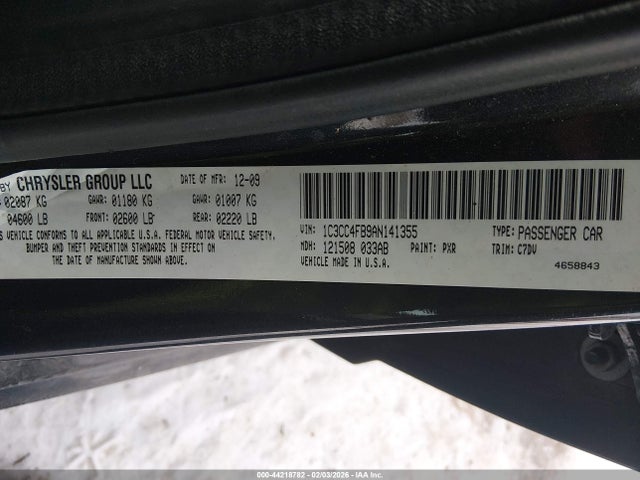 BY CHRYSLER GROUP LLC DATE OF MFR: 12-09
02087 KG GAWR: 01180 KG GAWR: 01007 KG
04600 LB FRONT: 02600 LB REAR: 02220 LB
S VEHICLE CONFORMS TO ALL APPLICABLE U.S.A. FEDERAL MOTOR VEHICLE SAFETY,
BUMPER AND THEFT PREVENTION STANDARDS IN EFFECT ON
THE DATE OF MANUFACTURE SHOWN ABOVE.
VIN: 1C3CC4FB9AN141355 TYPE: PASSENGER CAR
MDH: 121508 033AB PAINT: PXR TRIM: C7DV
VEHICLE MADE IN U.S.A. 4658843
000-44218782 - 02/03/2026 - IAA Inc.